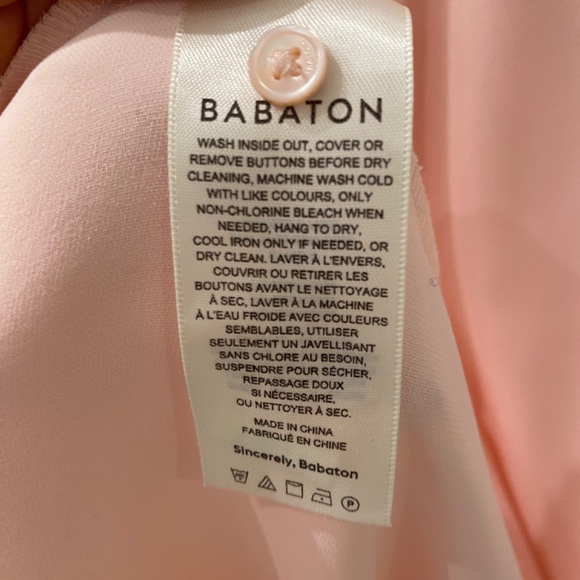 BABATON
WASH INSIDE OUT, COVER OR
REMOVE BUTTONS BEFORE DRY
CLEANING, MACHINE WASH COLD
WITH LIKE COLOURS, ONLY
NON-CHLORINE BLEACH WHEN
NEEDED, HANG TO DRY,
COOL IRON ONLY IF NEEDED, OR
DRY CLEAN. LAVER À L'ENVERS,
COUVRIR OU RETIRER LES
BOUTONS AVANT LE NETTOYAGE
À SEC, LAVER À LA MACHINE
À L'EAU FROIDE AVEC COULEURS
SEMBLABLES, UTILISER
SEULEMENT UN JAVELLISANT
SANS CHLORE AU BESOIN,
SUSPENDRE POUR SÉCHER,
REPASSAGE DOUX
SI NÉCESSAIRE,
OU NETTOYER À SEC.
MADE IN CHINA
FABRIQUÉ EN CHINE
Sincerely, Babaton
P